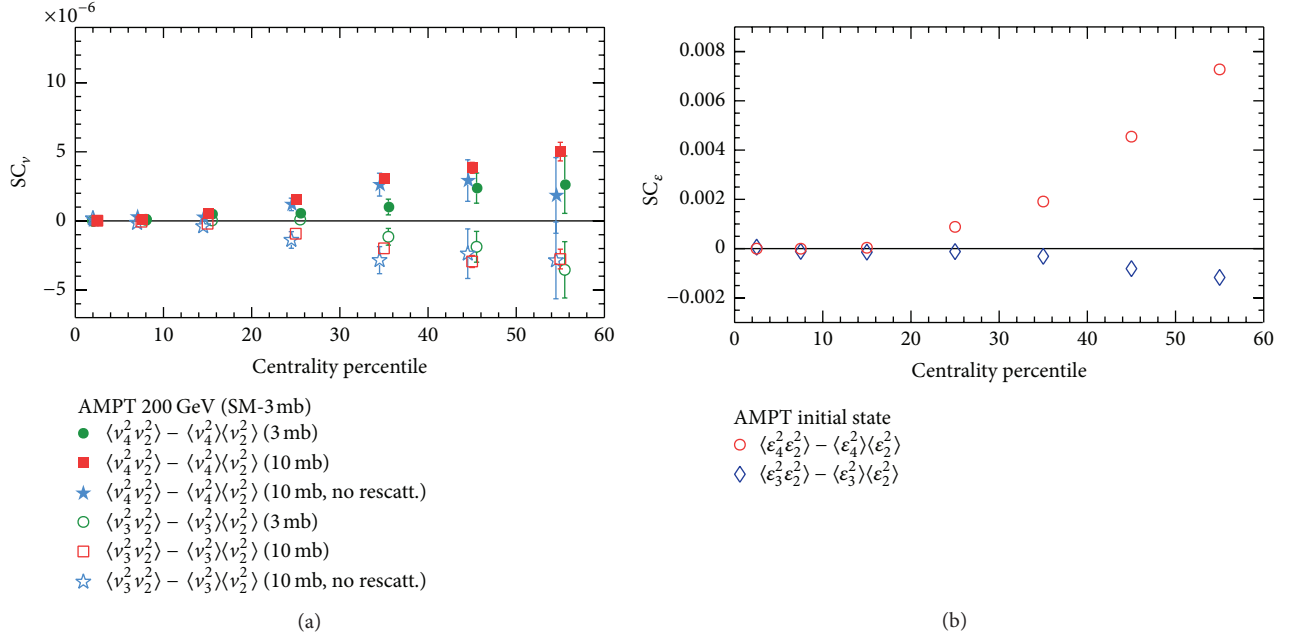 ×10⁻⁶
10
5
0
−5
SCᵥ
0 10 20 30 40 50 60
Centrality percentile
AMPT 200 GeV (SM-3 mb)
⟨v₄²v₂²⟩ − ⟨v₄²⟩⟨v₂²⟩ (3 mb)
⟨v₄²v₂²⟩ − ⟨v₄²⟩⟨v₂²⟩ (10 mb)
⟨v₄²v₂²⟩ − ⟨v₄²⟩⟨v₂²⟩ (10 mb, no rescatt.)
⟨v₃²v₂²⟩ − ⟨v₃²⟩⟨v₂²⟩ (3 mb)
⟨v₃²v₂²⟩ − ⟨v₃²⟩⟨v₂²⟩ (10 mb)
⟨v₃²v₂²⟩ − ⟨v₃²⟩⟨v₂²⟩ (10 mb, no rescatt.)
(a)
0.008
0.006
0.004
0.002
0
−0.002
SC_ε
0 10 20 30 40 50 60
Centrality percentile
AMPT initial state
⟨ε₄²ε₂²⟩ − ⟨ε₄²⟩⟨ε₂²⟩
⟨ε₃²ε₂²⟩ − ⟨ε₃²⟩⟨ε₂²⟩
(b)